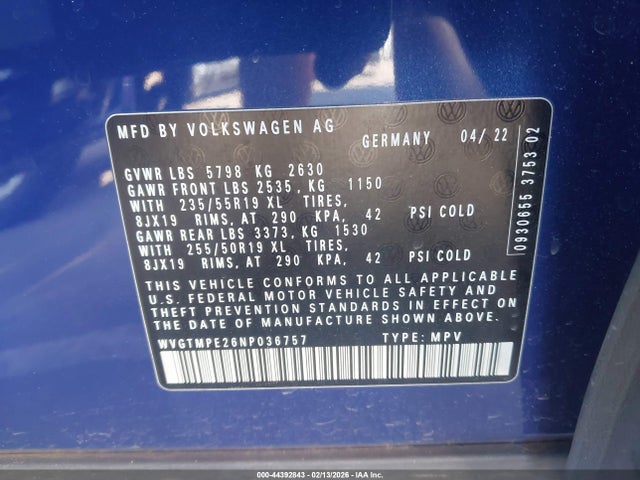 MFD BY VOLKSWAGEN AG
GERMANY 04/ 22
GVWR LBS 5798 KG 2630
GAWR FRONT LBS 2535, KG 1150
WITH 235/55R19 XL TIRES,
8JX19 RIMS, AT 290 KPA, 42 PSI COLD
GAWR REAR LBS 3373, KG 1530
WITH 255/50R19 XL TIRES,
8JX19 RIMS, AT 290 KPA, 42 PSI COLD
THIS VEHICLE CONFORMS TO ALL APPLICABLE
U.S. FEDERAL MOTOR VEHICLE SAFETY AND
THEFT PREVENTION STANDARDS IN EFFECT ON
THE DATE OF MANUFACTURE SHOWN ABOVE.
WVGTMPE26NP036757 TYPE: MPV
0930655 3753 02
000-44392843 - 02/13/2026 - IAAI.com